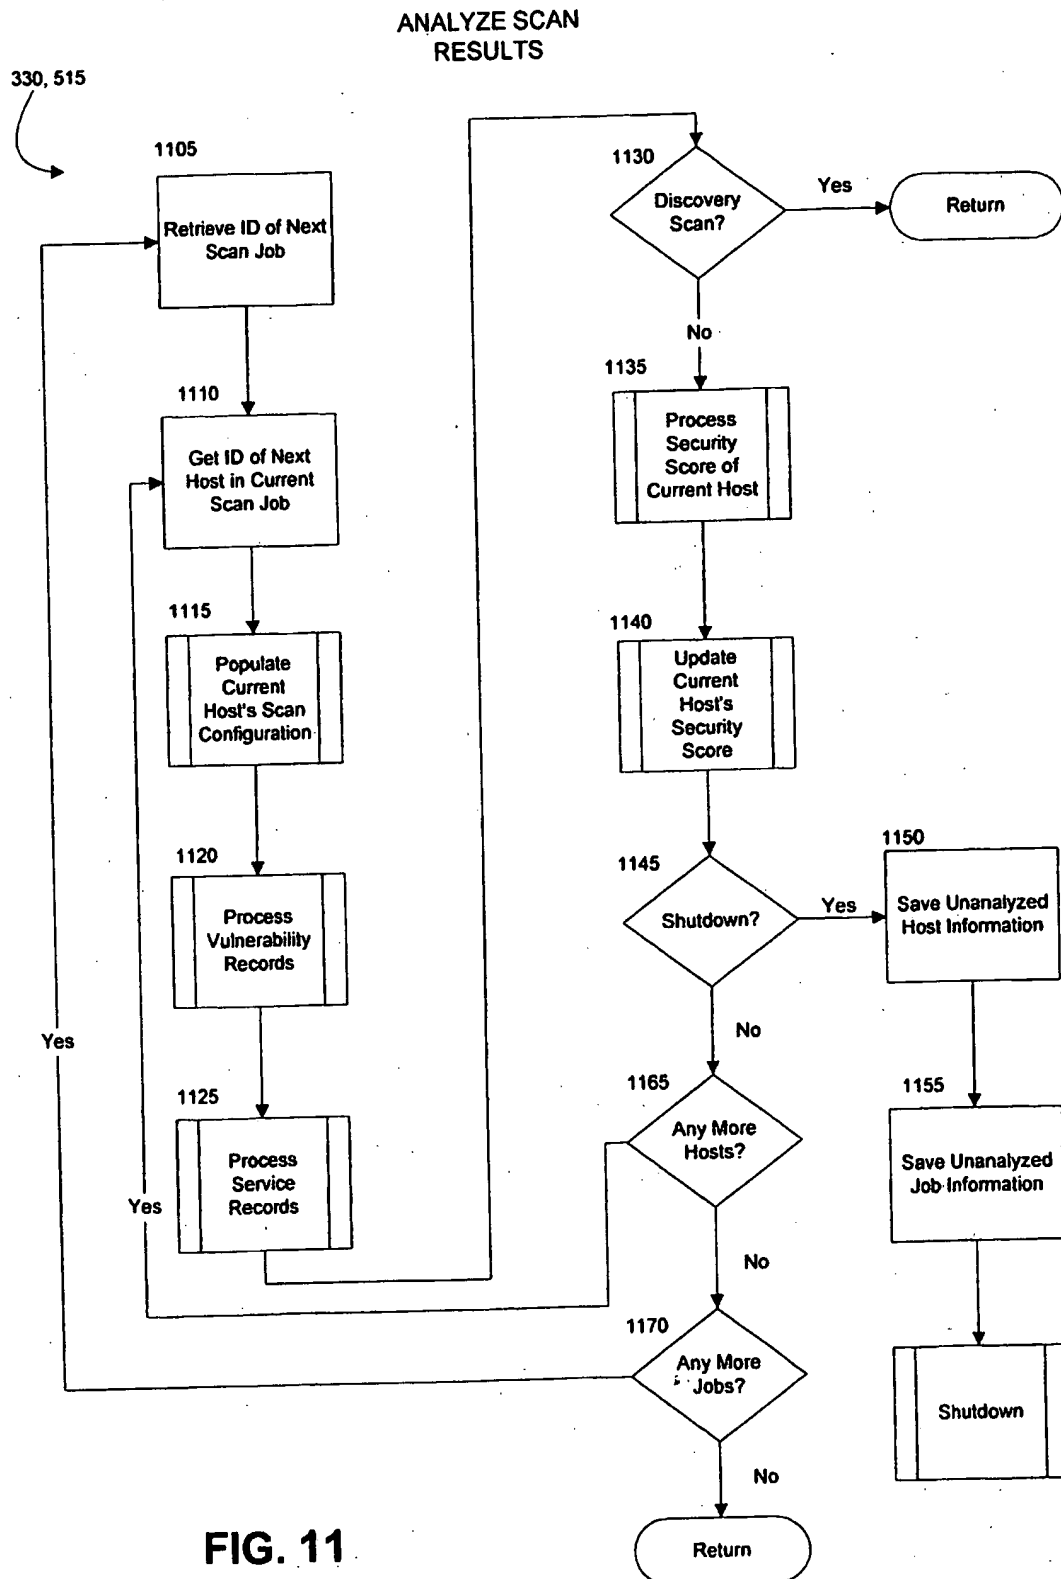 ANALYZE SCAN
RESULTS
330, 515
1105
Retrieve ID of Next
Scan Job
1110
Get ID of Next
Host in Current
Scan Job
1115
Populate
Current
Host's Scan
Configuration
1120
Process
Vulnerability
Records
1125
Process
Service
Records
Yes
Yes
1130
Discovery
Scan?
Yes
Return
No
1135
Process
Security
Score of
Current Host
1140
Update
Current
Host's
Security
Score
1145
Shutdown?
Yes
1150
Save Unanalyzed
Host Information
No
1155
Save Unanalyzed
Job Information
Shutdown
1165
Any More
Hosts?
No
1170
Any More
Jobs?
No
Return
FIG. 11